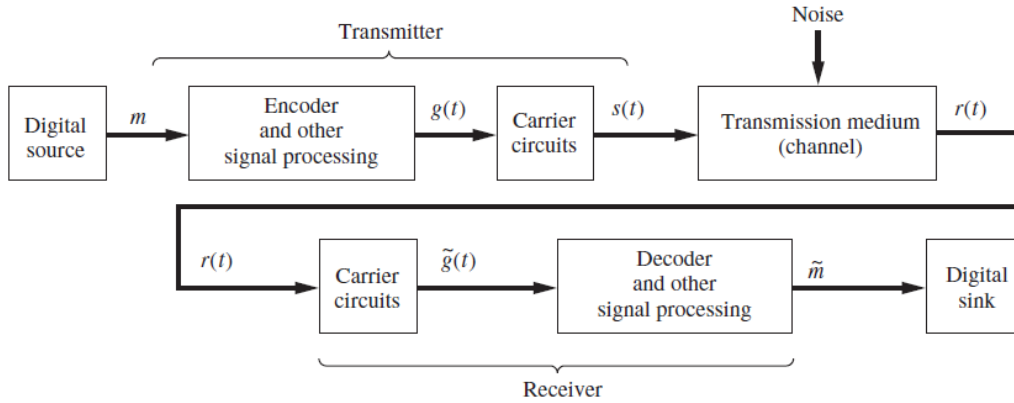 Transmitter
Noise
Digital
source
m
Encoder
and other
signal processing
g(t)
Carrier
circuits
s(t)
Transmission medium
(channel)
r(t)
r(t)
Carrier
circuits
g̃(t)
Decoder
and other
signal processing
m̃
Digital
sink
Receiver